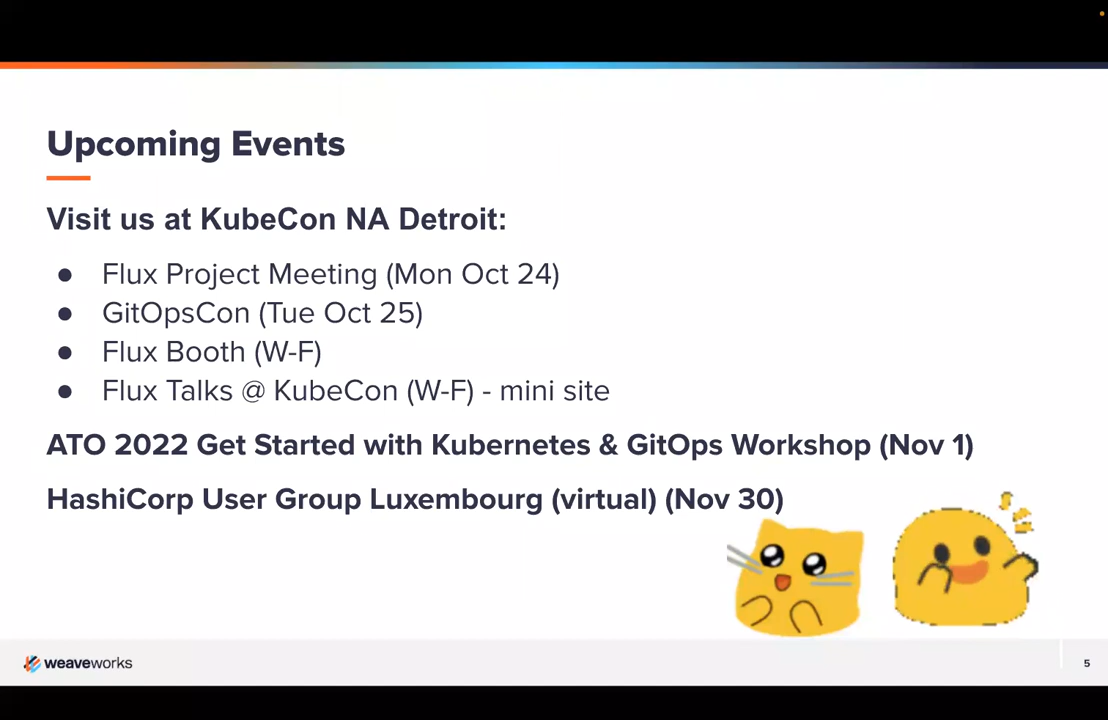 Upcoming Events
Visit us at KubeCon NA Detroit:
● Flux Project Meeting (Mon Oct 24)
● GitOpsCon (Tue Oct 25)
● Flux Booth (W-F)
● Flux Talks @ KubeCon (W-F) - mini site
ATO 2022 Get Started with Kubernetes & GitOps Workshop (Nov 1)
HashiCorp User Group Luxembourg (virtual) (Nov 30)
weaveworks
5